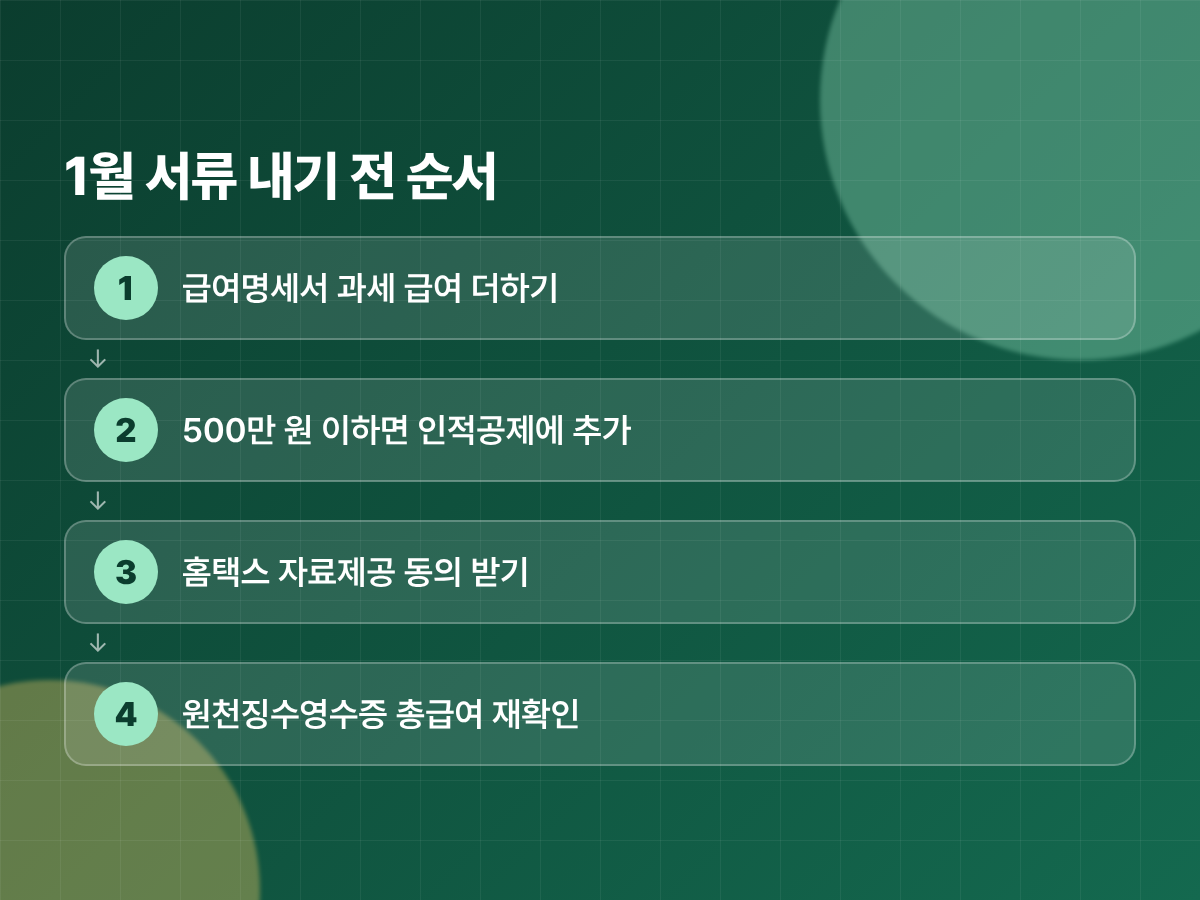 1월 서류 내기 전 순서
1 급여명세서 과세 급여 더하기
↓
2 500만 원 이하면 인적공제에 추가
↓
3 홈택스 자료제공 동의 받기
↓
4 원천징수영수증 총급여 재확인